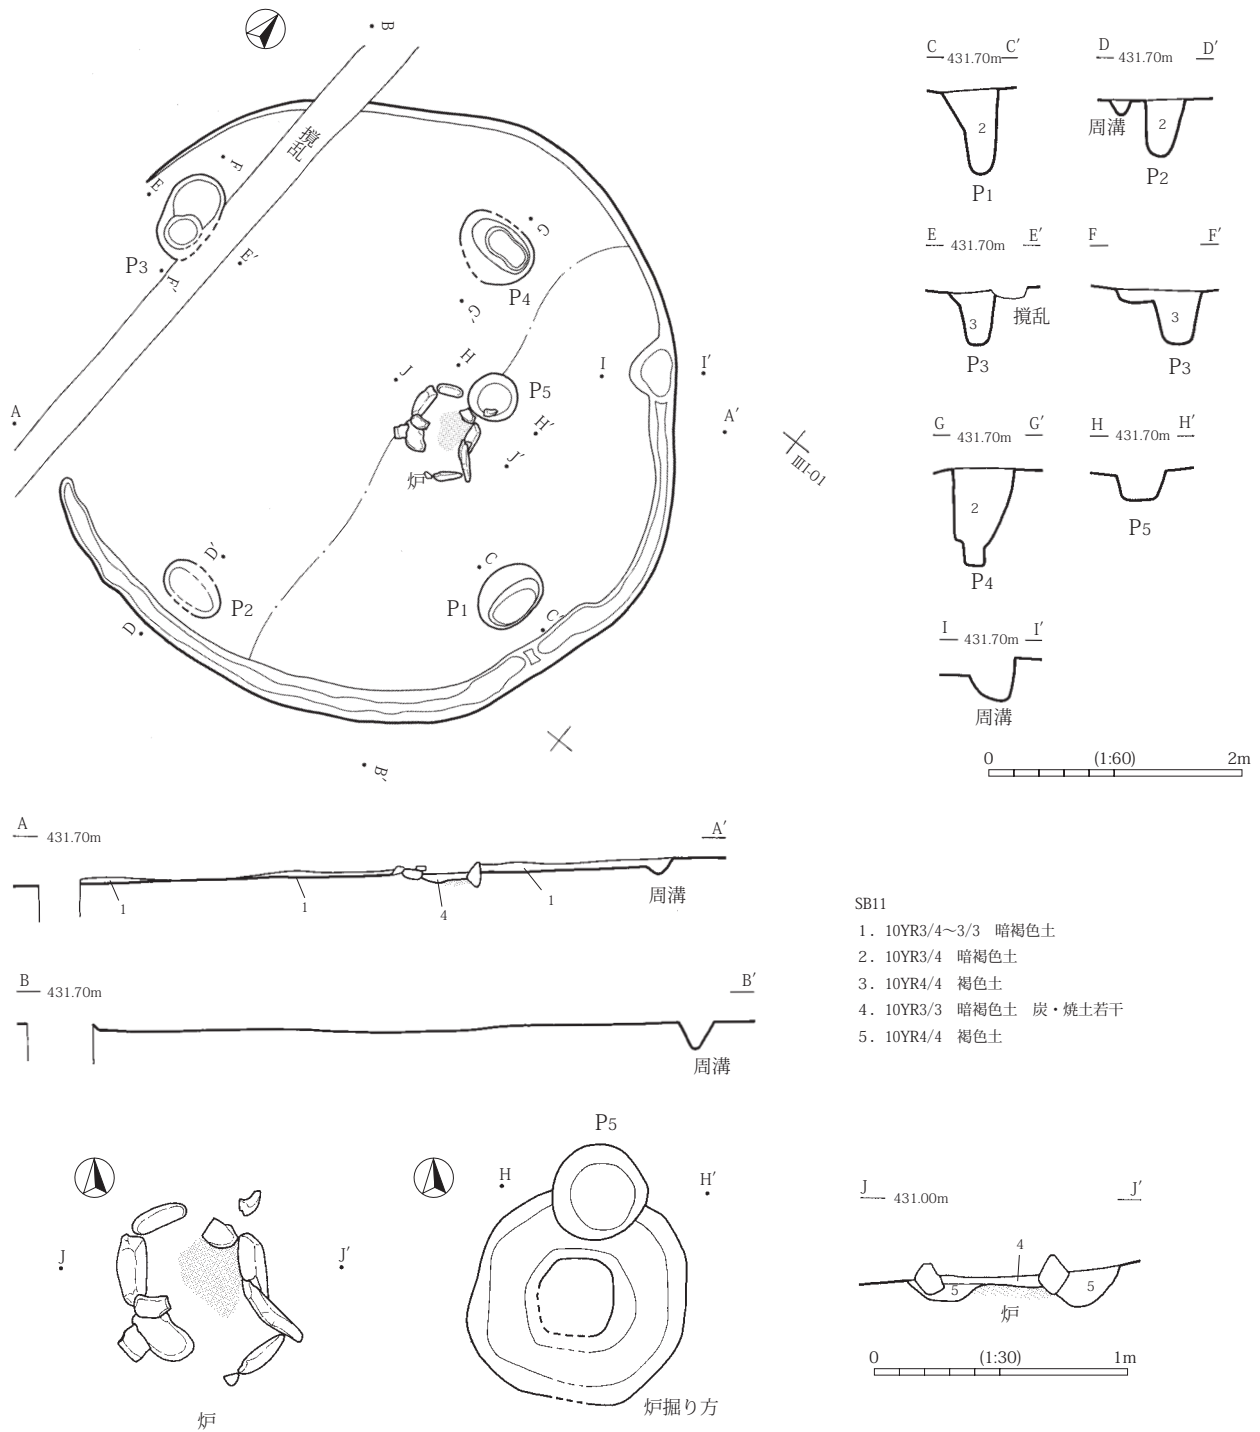 B
撹乱
F
E
P3
E′
F′
G
P4
G′
H
I
I′
J
P5
A
H′
A′
J′
ⅢI-01
炉
D′
C
P2
P1
C′
D
B′
C 431.70m C′
2
P1
D 431.70m D′
周溝
2
P2
E 431.70m E′
3
撹乱
P3
F F′
3
P3
G 431.70m G′
2
P4
H 431.70m H′
P5
I 431.70m I′
周溝
0 (1:60) 2m
A 431.70m A′
1
1
4
1
周溝
B 431.70m B′
周溝
SB11
1. 10YR3/4～3/3 暗褐色土
2. 10YR3/4 暗褐色土
3. 10YR4/4 褐色土
4. 10YR3/3 暗褐色土 炭・焼土若干
5. 10YR4/4 褐色土
J J′
炉
P5
H H′
炉掘り方
J 431.00m J′
4
5 5
炉
0 (1:30) 1m